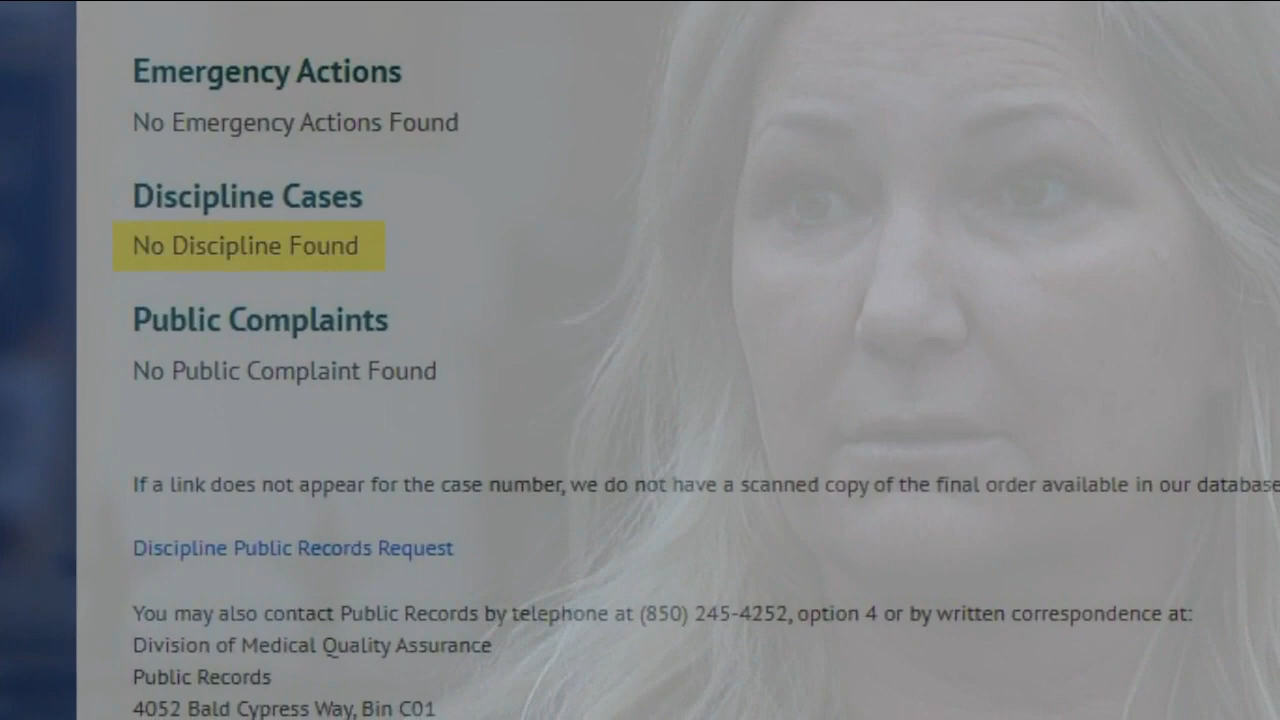 Emergency Actions
No Emergency Actions Found
Discipline Cases
No Discipline Found
Public Complaints
No Public Complaint Found
If a link does not appear for the case number, we do not have a scanned copy of the final order available in our database
Discipline Public Records Request
You may also contact Public Records by telephone at (850) 245-4252, option 4 or by written correspondence at:
Division of Medical Quality Assurance
Public Records
4052 Bald Cypress Way, Bin C01